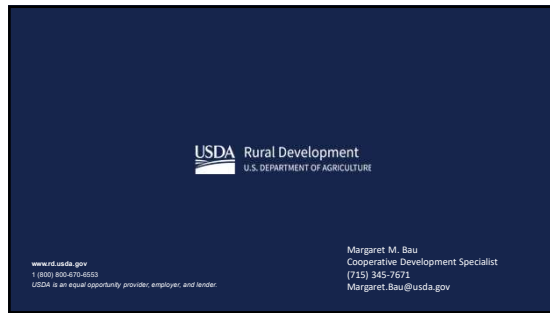 USDA Rural Development
U.S. DEPARTMENT OF AGRICULTURE
www.rd.usda.gov
1 (800) 800-670-6553
USDA is an equal opportunity provider, employer, and lender.
Margaret M. Bau
Cooperative Development Specialist
(715) 345-7671
Margaret.Bau@usda.gov